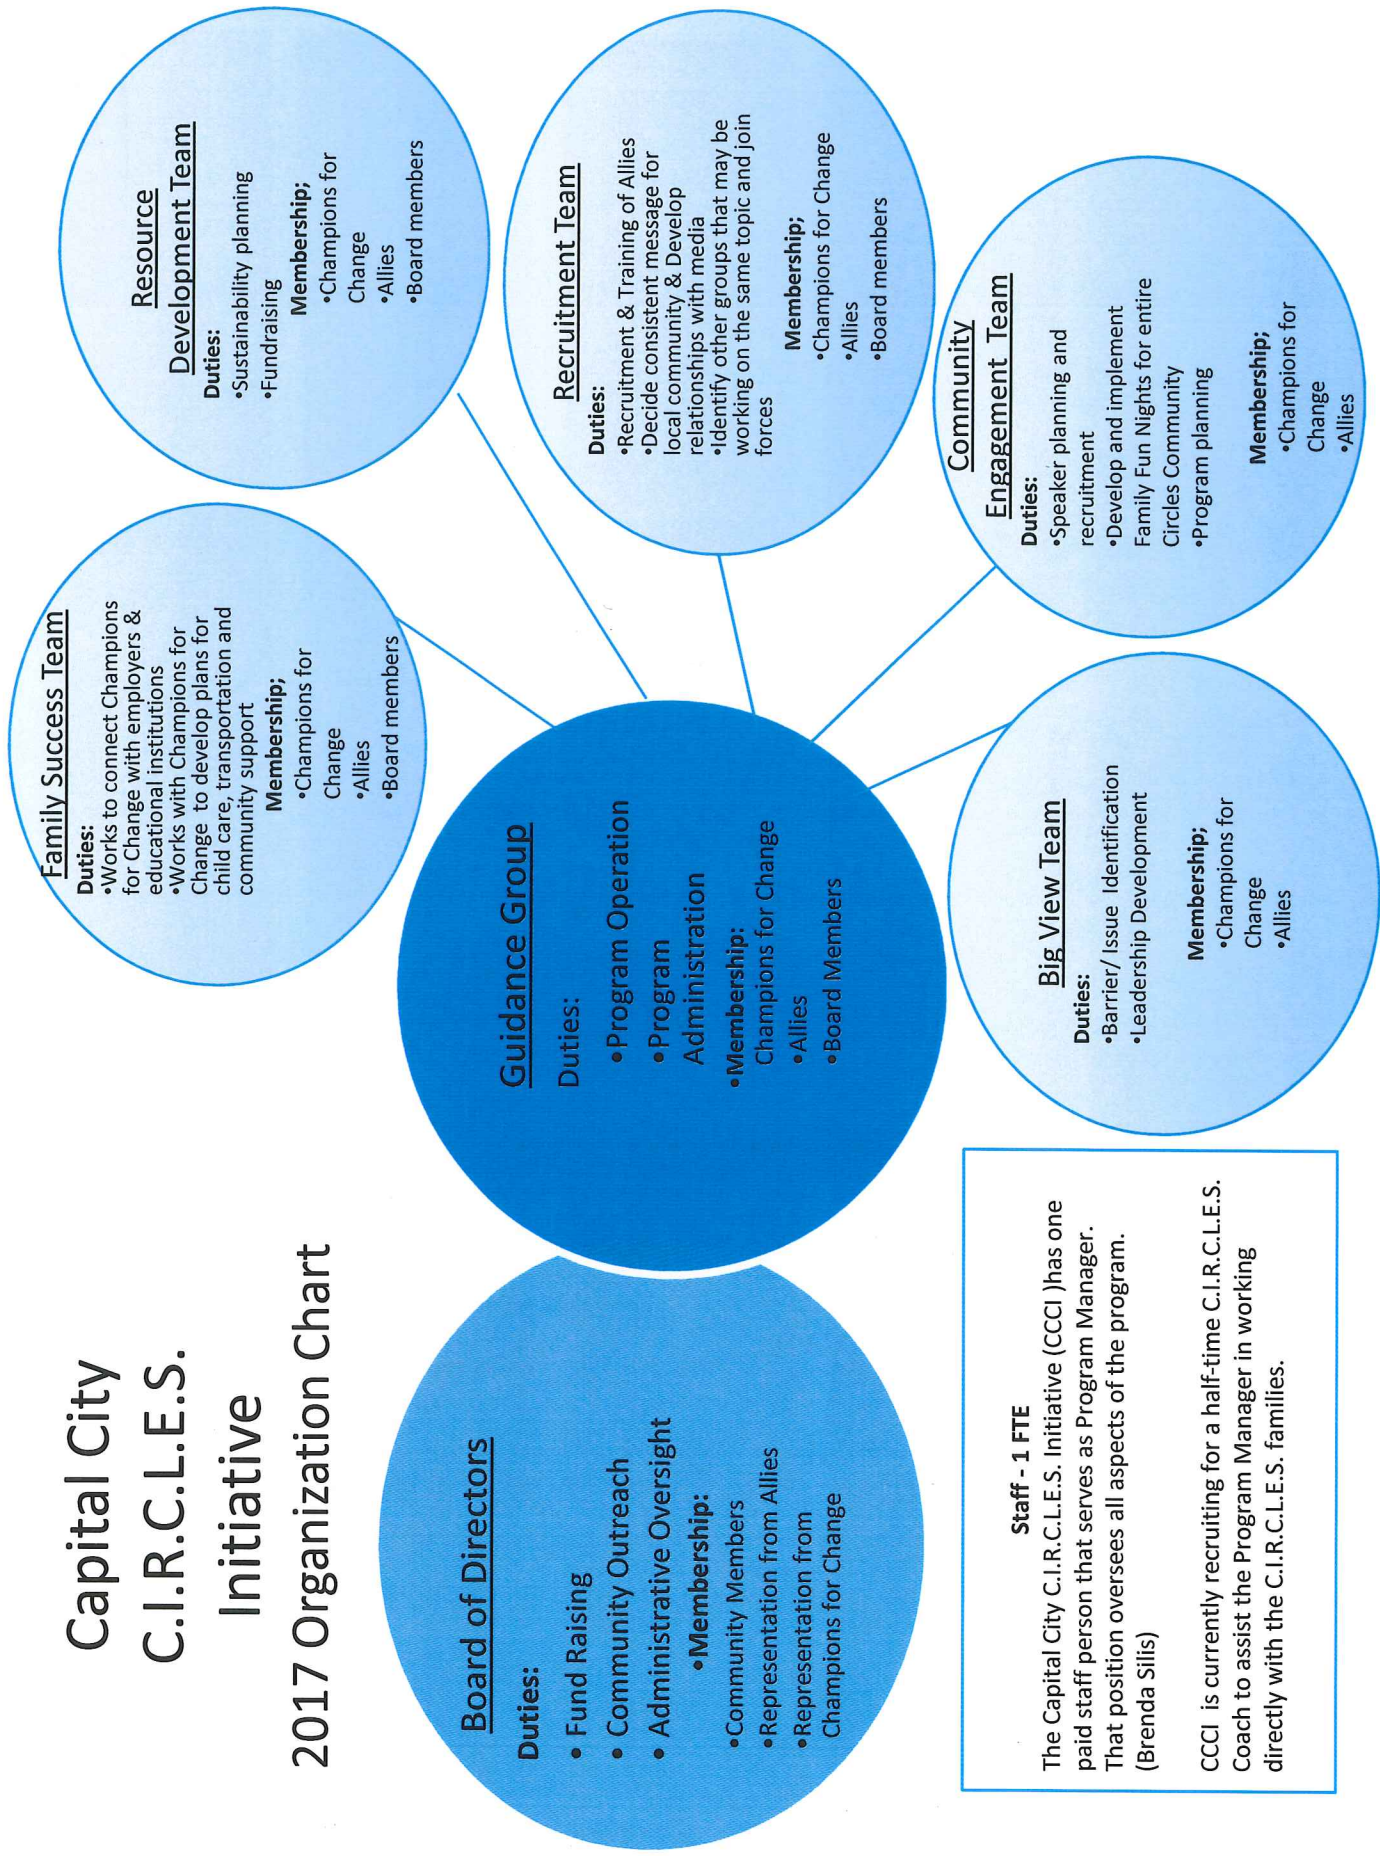 Capital City
C.I.R.C.L.E.S.
Initiative
2017 Organization Chart
Board of Directors
Duties:
• Fund Raising
• Community Outreach
• Administrative Oversight
•Membership:
•Community Members
•Representation from Allies
•Representation from
Champions for Change
Guidance Group
Duties:
•Program Operation
•Program
Administration
•Membership:
Champions for Change
•Allies
•Board Members
Family Success Team
Duties:
•Works to connect Champions
for Change with employers &
educational institutions
•Works with Champions for
Change to develop plans for
child care, transportation and
community support
Membership;
•Champions for
Change
•Allies
•Board members
Resource
Development Team
Duties:
•Sustainability planning
•Fundraising
Membership;
•Champions for
Change
•Allies
•Board members
Recruitment Team
Duties:
•Recruitment & Training of Allies
•Decide consistent message for
local community & Develop
relationships with media
•Identify other groups that may be
working on the same topic and join
forces
Membership;
•Champions for Change
•Allies
•Board members
Community
Engagement Team
Duties:
•Speaker planning and
recruitment
•Develop and implement
Family Fun Nights for entire
Circles Community
•Program planning
Membership;
•Champions for
Change
•Allies
Big View Team
Duties:
•Barrier/ Issue Identification
•Leadership Development
Membership;
•Champions for
Change
•Allies
Staff - 1 FTE
The Capital City C.I.R.C.L.E.S. Initiative (CCCI )has one
paid staff person that serves as Program Manager.
That position oversees all aspects of the program.
(Brenda Silis)
CCCI is currently recruiting for a half-time C.I.R.C.L.E.S.
Coach to assist the Program Manager in working
directly with the C.I.R.C.L.E.S. families.